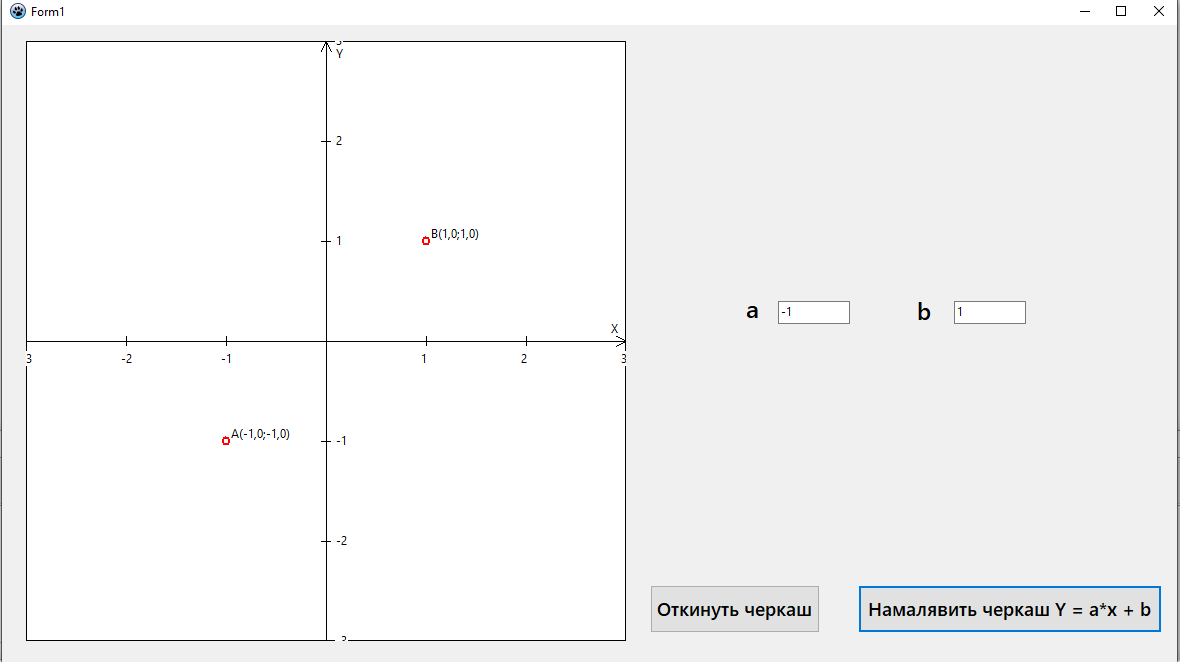 Form1
Y
2
B(1,0;1,0)
1
X
a -1 b 1
3 -2 -1 1 2 3
A(-1,0;-1,0)
-1
-2
Откинуть черкаш Намалявить черкаш Y = a*x + b